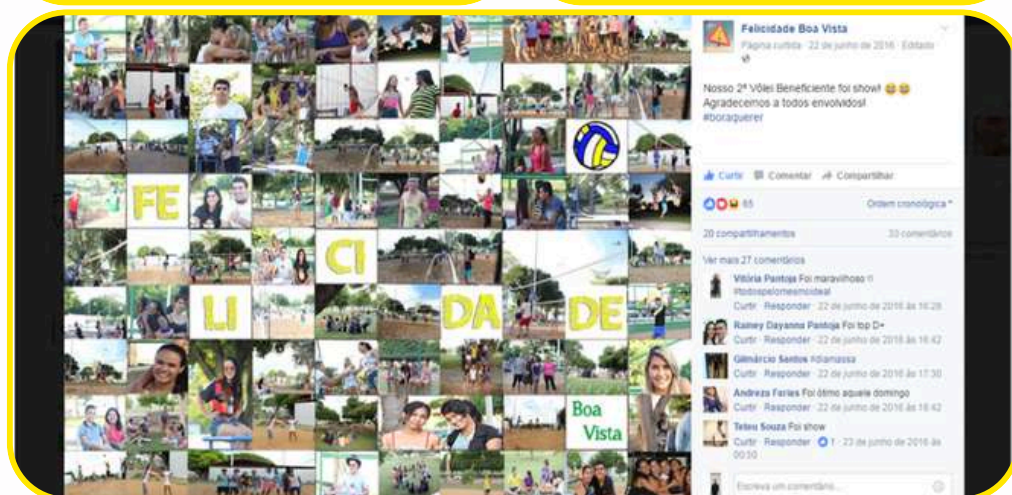 FE
CI
LI
DA
DE
Boa
Vista
Felicidade Boa Vista
Página curtida · 22 de junho de 2016 · Editado ·
Nosso 2ª Vôlei Beneficiente foi show!
Agradecemos a todos envolvidos!
#boraquerer
Curtir Comentar Compartilhar
65 Ordem cronológica
20 compartilhamentos 33 comentários
Ver mais 27 comentários
Vitória Pantoja Foi maravilhoso
#todospelomesmoideal
Curtir · Responder · 22 de junho de 2016 às 16:28
Rainey Dayanna Pantoja Foi top D+
Curtir · Responder · 22 de junho de 2016 às 16:42
Gilmárcio Santos #diamassa
Curtir · Responder · 22 de junho de 2016 às 17:30
Andreza Faries Foi ótimo aquele domingo
Curtir · Responder · 22 de junho de 2016 às 18:42
Teteu Souza Foi show
Curtir · Responder · 1 · 23 de junho de 2016 às
00:50
Escreva um comentário...